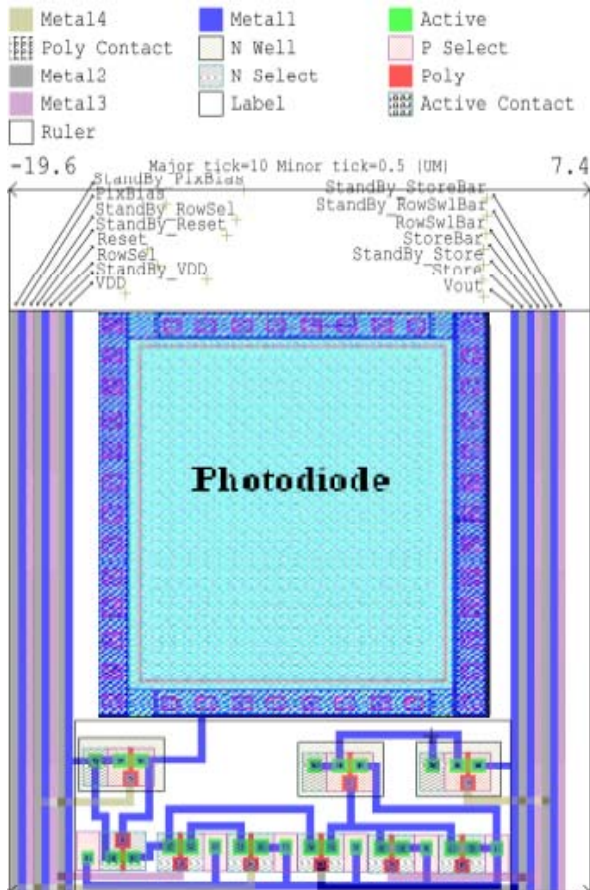 Metal4 Metal1 Active
Poly Contact N Well P Select
Metal2 N Select Poly
Metal3 Label Active Contact
Ruler
-19.6 Major tick=10 Minor tick=0.5 [UM] 7.4
StandBy_PixBias
PixBias
StandBy_RowSel
StandBy_Reset
Reset
RowSel
StandBy_VDD
VDD
StandBy_StoreBar
StandBy_RowSwlBar
RowSwlBar
StoreBar
StandBy_Store
Store
Vout
Photodiode